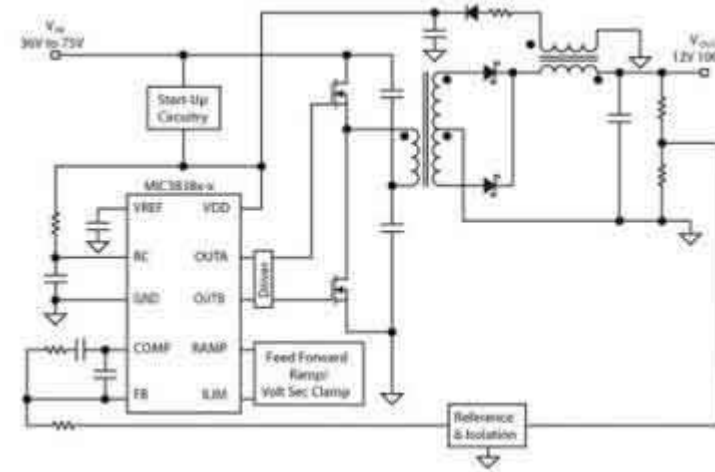 VIN
36V to 75V
Start-Up
Circuitry
MIC3838x-x
VREF VDD
RC OUTA
GND OUTB
COMP RAMP
FB ILIM
Driver
Feed Forward
Ramp/
Volt Sec Clamp
Reference
& Isolation
12V